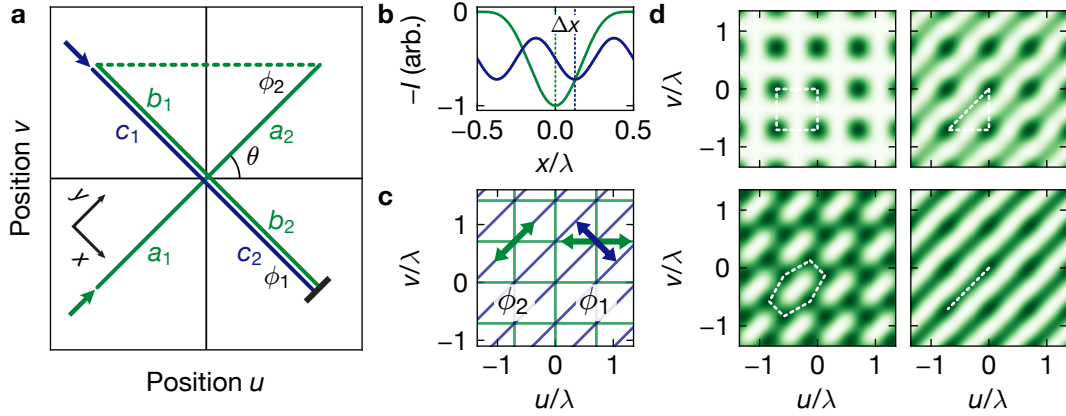 a
Position v
Position u
b₁
c₁
ϕ₂
a₂
θ
y
x
a₁
b₂
c₂
ϕ₁
b
−I (arb.)
0
−1
Δx
−0.5
0.0
0.5
x/λ
c
v/λ
1
0
−1
ϕ₂
ϕ₁
−1
0
1
u/λ
d
v/λ
1
0
−1
v/λ
1
0
−1
−1
0
1
u/λ
−1
0
1
u/λ